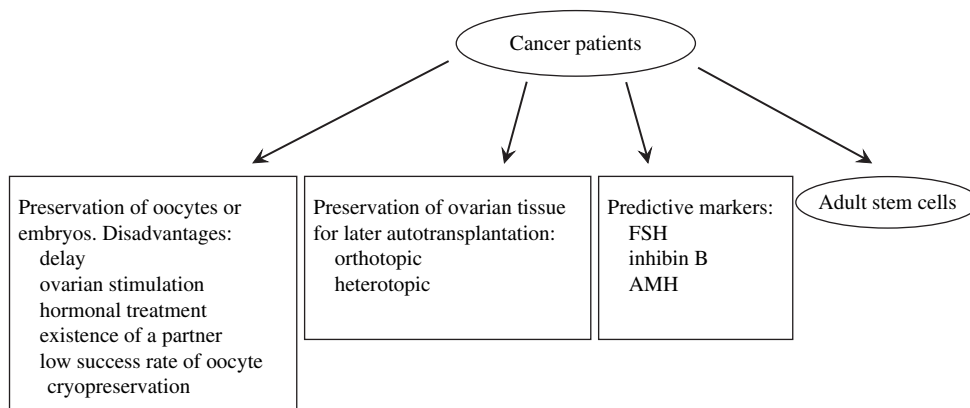 Cancer patients
Preservation of oocytes or
embryos. Disadvantages:
delay
ovarian stimulation
hormonal treatment
existence of a partner
low success rate of oocyte
cryopreservation
Preservation of ovarian tissue
for later autotransplantation:
orthotopic
heterotopic
Predictive markers:
FSH
inhibin B
AMH
Adult stem cells